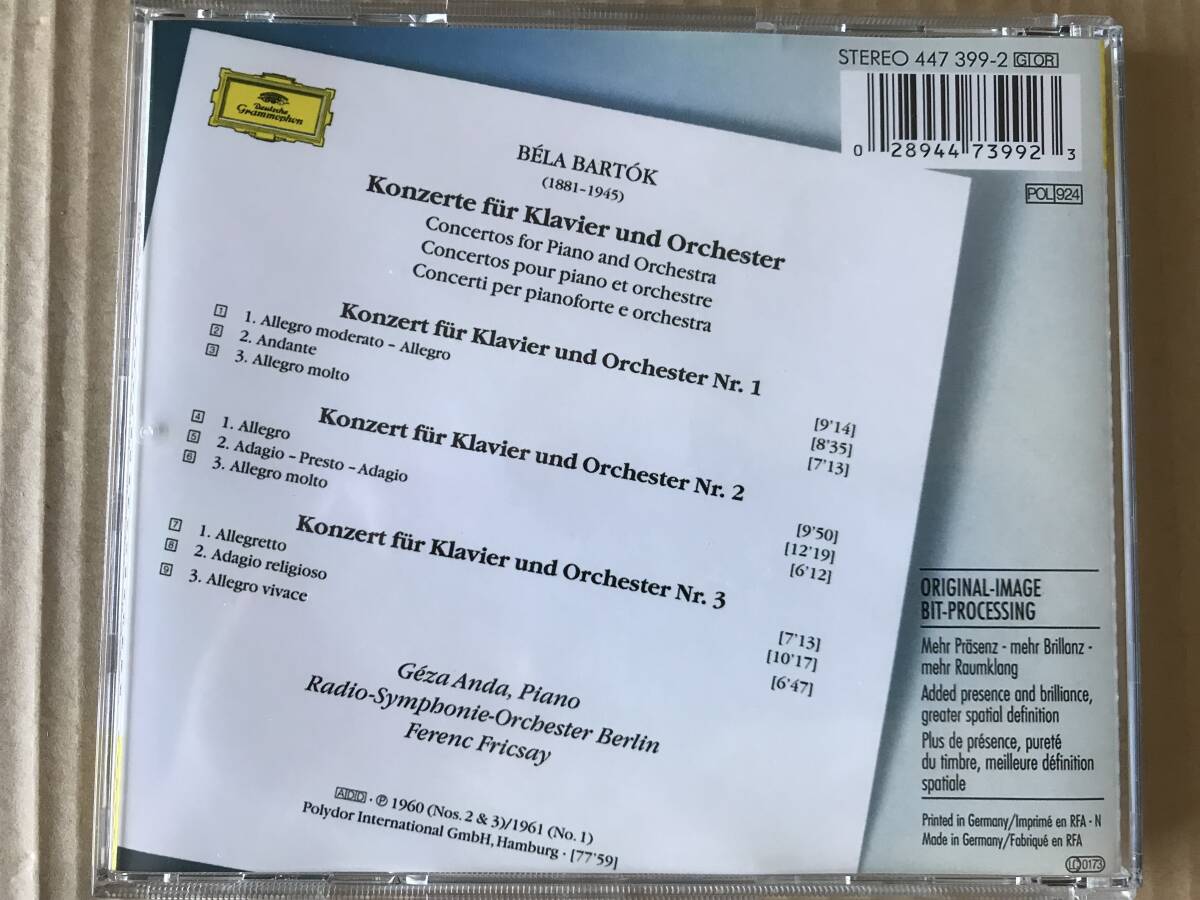 STEREO 447 399-2 GI OR
0 28944 73992 3
POL 924
Deutsche
Grammophon
BÉLA BARTÓK
(1881–1945)
Konzerte für Klavier und Orchester
Concertos for Piano and Orchestra
Concertos pour piano et orchestre
Concerti per pianoforte e orchestra
Konzert für Klavier und Orchester Nr. 1
1 1. Allegro moderato – Allegro [9'14]
2 2. Andante [8'35]
3 3. Allegro molto [7'13]
Konzert für Klavier und Orchester Nr. 2
4 1. Allegro [9'50]
5 2. Adagio – Presto – Adagio [12'19]
6 3. Allegro molto [6'12]
Konzert für Klavier und Orchester Nr. 3
7 1. Allegretto [7'13]
8 2. Adagio religioso [10'17]
9 3. Allegro vivace [6'47]
Géza Anda, Piano
Radio-Symphonie-Orchester Berlin
Ferenc Fricsay
ADD · ℗ 1960 (Nos. 2 & 3)/1961 (No. 1)
Polydor International GmbH, Hamburg · [77'59]
ORIGINAL-IMAGE
BIT-PROCESSING
Mehr Präsenz - mehr Brillanz -
mehr Raumklang
Added presence and brilliance,
greater spatial definition
Plus de présence, pureté
du timbre, meilleure définition
spatiale
Printed in Germany/Imprimé en RFA - N
Made in Germany/Fabriqué en RFA
LC 0173